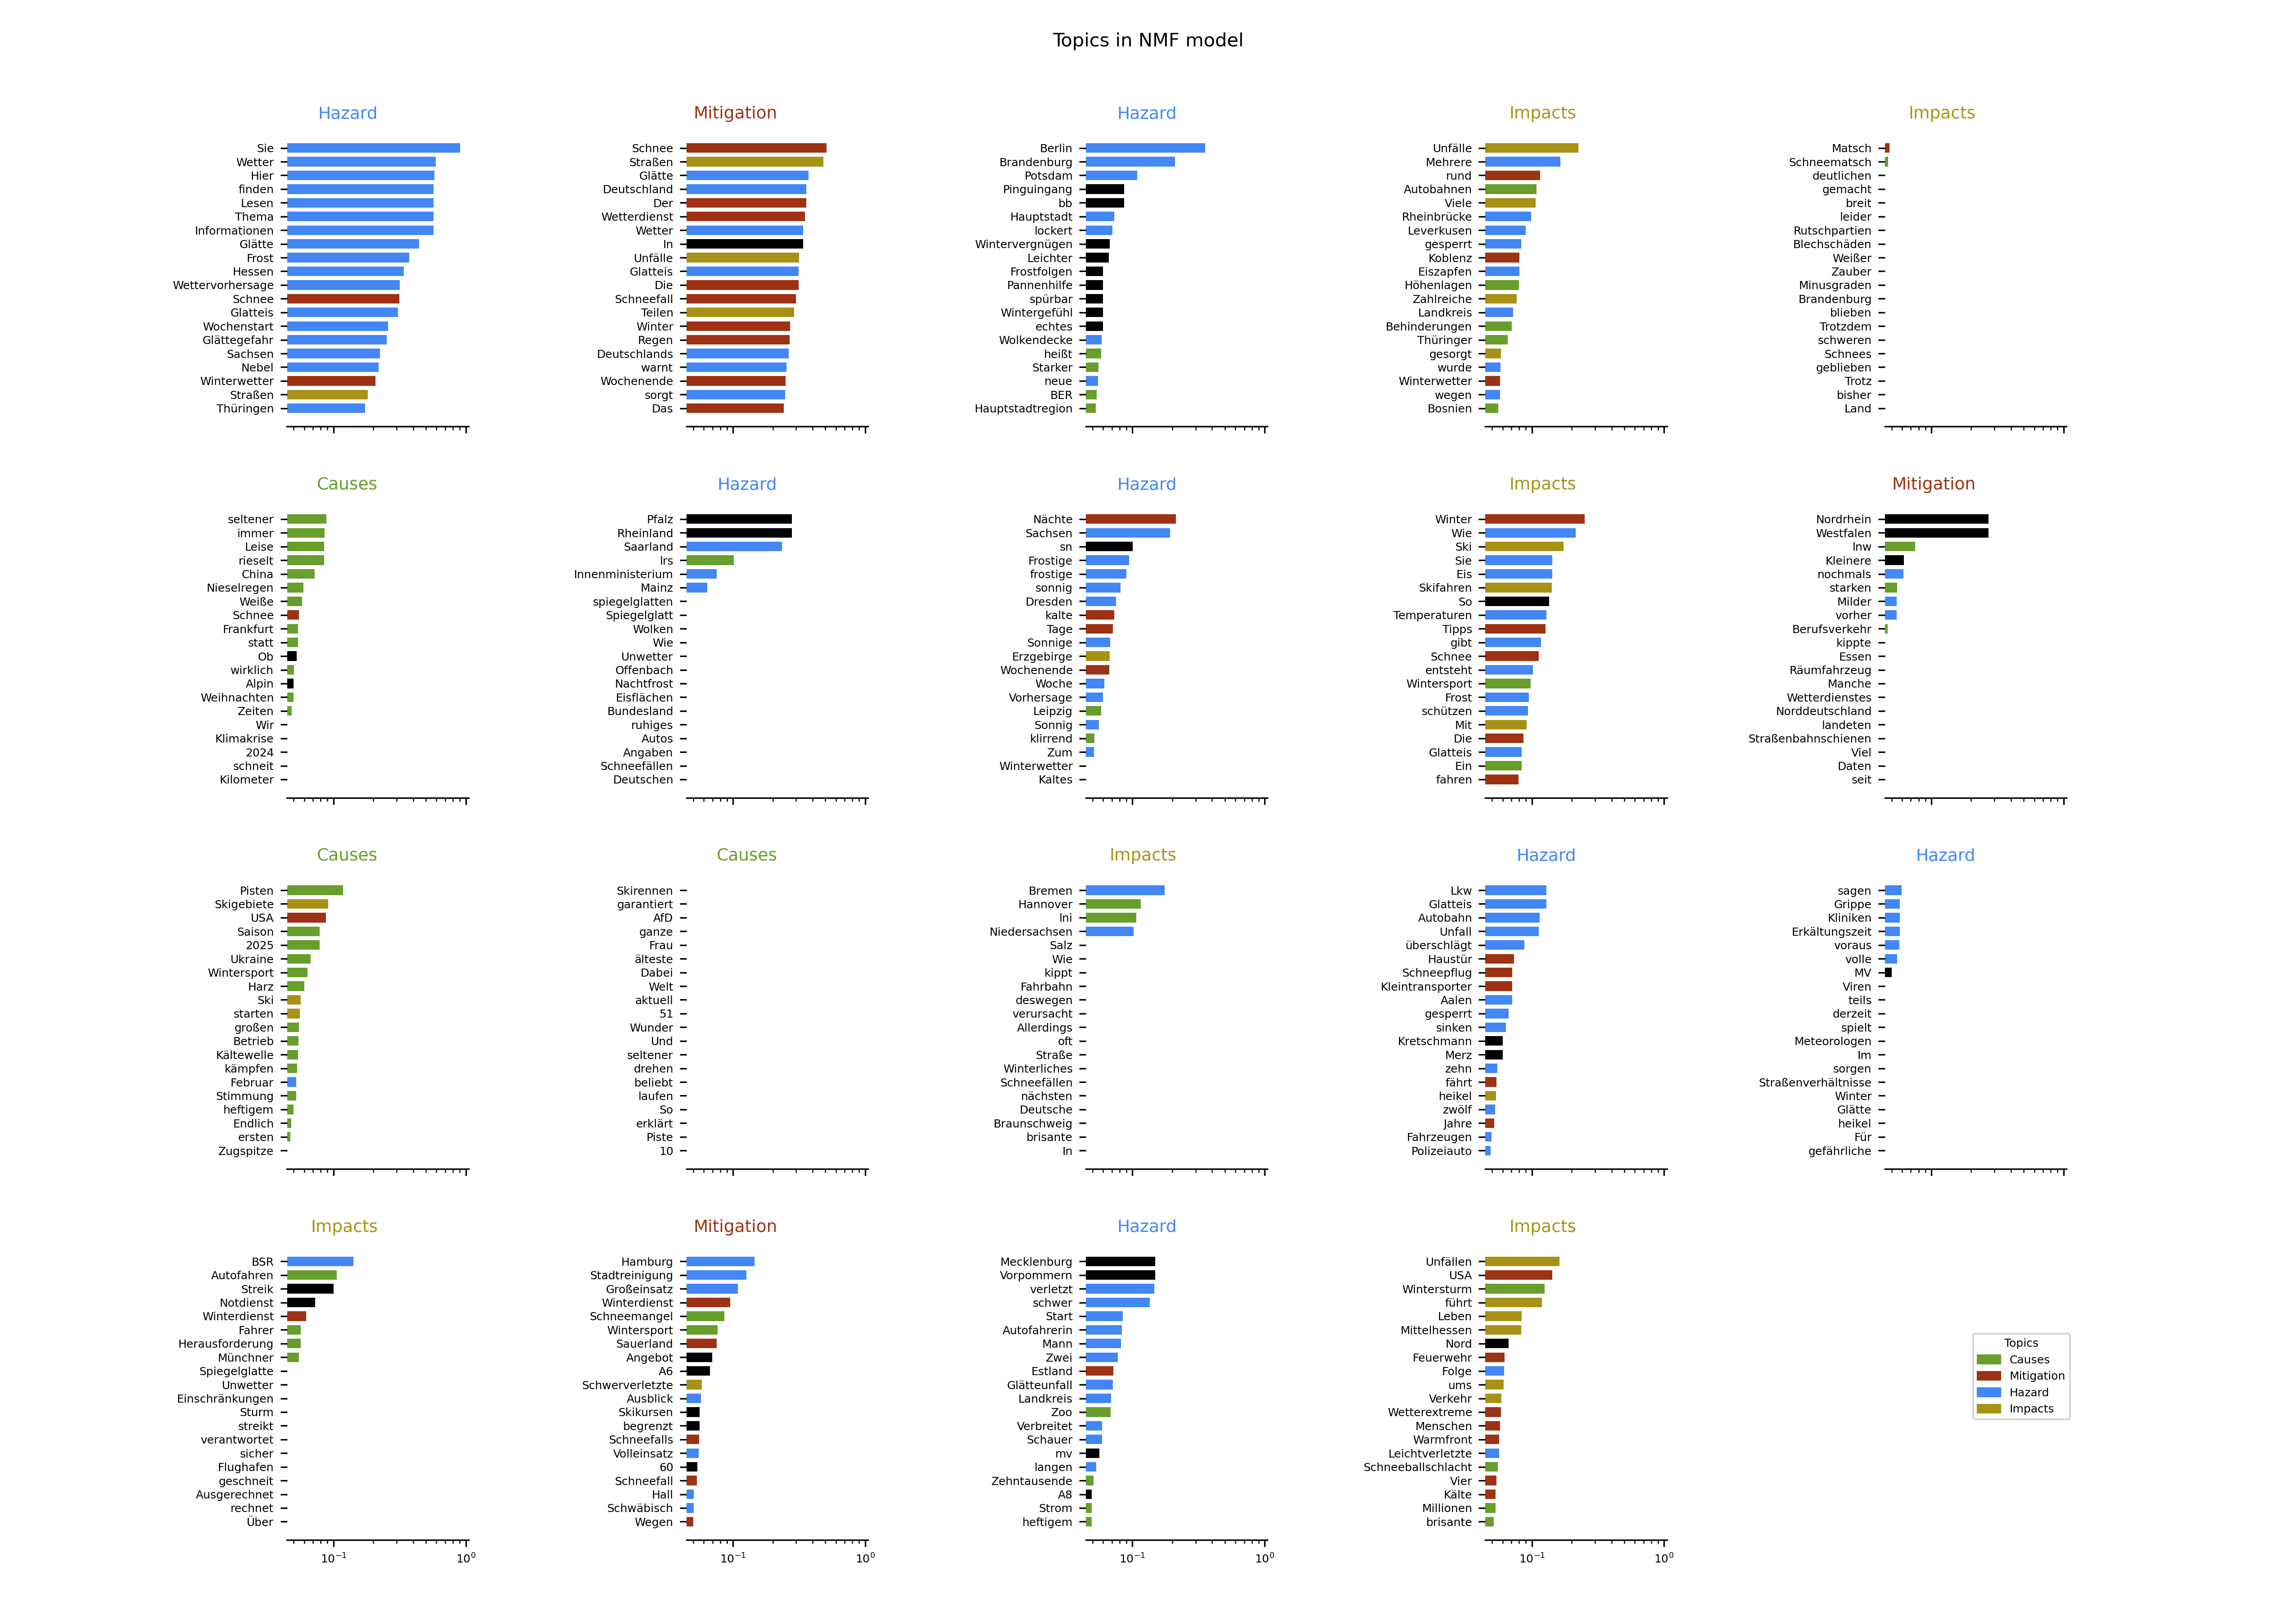 Topics in NMF model
Hazard
Sie
Wetter
Hier
finden
Lesen
Thema
Informationen
Glätte
Frost
Hessen
Wettervorhersage
Schnee
Glatteis
Wochenstart
Glättegefahr
Sachsen
Nebel
Winterwetter
Straßen
Thüringen
Mitigation
Schnee
Straßen
Glätte
Deutschland
Der
Wetterdienst
Wetter
In
Unfälle
Glatteis
Die
Schneefall
Teilen
Winter
Regen
Deutschlands
warnt
Wochenende
sorgt
Das
Hazard
Berlin
Brandenburg
Potsdam
Pinguingang
bb
Hauptstadt
lockert
Wintervergnügen
Leichter
Frostfolgen
Pannenhilfe
spürbar
Wintergefühl
echtes
Wolkendecke
heißt
Starker
neue
BER
Hauptstadtregion
Impacts
Unfälle
Mehrere
rund
Autobahnen
Viele
Rheinbrücke
Leverkusen
gesperrt
Koblenz
Eiszapfen
Höhenlagen
Zahlreiche
Landkreis
Behinderungen
Thüringer
gesorgt
wurde
Winterwetter
wegen
Bosnien
Impacts
Matsch
Schneematsch
deutlichen
gemacht
breit
leider
Rutschpartien
Blechschäden
Weißer
Zauber
Minusgraden
Brandenburg
blieben
Trotzdem
schweren
Schnees
geblieben
Trotz
bisher
Land
Causes
seltener
immer
Leise
rieselt
China
Nieselregen
Weiße
Schnee
Frankfurt
statt
Ob
wirklich
Alpin
Weihnachten
Zeiten
Wir
Klimakrise
2024
schneit
Kilometer
Hazard
Pfalz
Rheinland
Saarland
lrs
Innenministerium
Mainz
spiegelglatten
Spiegelglatt
Wolken
Wie
Unwetter
Offenbach
Nachtfrost
Eisflächen
Bundesland
ruhiges
Autos
Angaben
Schneefällen
Deutschen
Hazard
Nächte
Sachsen
sn
Frostige
frostige
sonnig
Dresden
kalte
Tage
Sonnige
Erzgebirge
Wochenende
Woche
Vorhersage
Leipzig
Sonnig
klirrend
Zum
Winterwetter
Kaltes
Impacts
Winter
Wie
Ski
Sie
Eis
Skifahren
So
Temperaturen
Tipps
gibt
Schnee
entsteht
Wintersport
Frost
schützen
Mit
Die
Glatteis
Ein
fahren
Mitigation
Nordrhein
Westfalen
lnw
Kleinere
nochmals
starken
Milder
vorher
Berufsverkehr
kippte
Essen
Räumfahrzeug
Manche
Wetterdienstes
Norddeutschland
landeten
Straßenbahnschienen
Viel
Daten
seit
Causes
Pisten
Skigebiete
USA
Saison
2025
Ukraine
Wintersport
Harz
Ski
starten
großen
Betrieb
Kältewelle
kämpfen
Februar
Stimmung
heftigem
Endlich
ersten
Zugspitze
Causes
Skirennen
garantiert
AfD
ganze
Frau
älteste
Dabei
Welt
aktuell
51
Wunder
Und
seltener
drehen
beliebt
laufen
So
erklärt
Piste
10
Impacts
Bremen
Hannover
lni
Niedersachsen
Salz
Wie
kippt
Fahrbahn
deswegen
verursacht
Allerdings
oft
Straße
Winterliches
Schneefällen
nächsten
Deutsche
Braunschweig
brisante
In
Hazard
Lkw
Glatteis
Autobahn
Unfall
überschlägt
Haustür
Schneepflug
Kleintransporter
Aalen
gesperrt
sinken
Kretschmann
Merz
zehn
fährt
heikel
zwölf
Jahre
Fahrzeugen
Polizeiauto
Hazard
sagen
Grippe
Kliniken
Erkältungszeit
voraus
volle
MV
Viren
teils
derzeit
spielt
Meteorologen
Im
sorgen
Straßenverhältnisse
Winter
Glätte
heikel
Für
gefährliche
Impacts
BSR
Autofahren
Streik
Notdienst
Winterdienst
Fahrer
Herausforderung
Münchner
Spiegelglatte
Unwetter
Einschränkungen
Sturm
streikt
verantwortet
sicher
Flughafen
geschneit
Ausgerechnet
rechnet
Über
10⁻¹ 10⁰
Mitigation
Hamburg
Stadtreinigung
Großeinsatz
Winterdienst
Schneemangel
Wintersport
Sauerland
Angebot
A6
Schwerverletzte
Ausblick
Skikursen
begrenzt
Schneefalls
Volleinsatz
60
Schneefall
Hall
Schwäbisch
Wegen
10⁻¹ 10⁰
Hazard
Mecklenburg
Vorpommern
verletzt
schwer
Start
Autofahrerin
Mann
Zwei
Estland
Glätteunfall
Landkreis
Zoo
Verbreitet
Schauer
mv
langen
Zehntausende
A8
Strom
heftigem
10⁻¹ 10⁰
Impacts
Unfällen
USA
Wintersturm
führt
Leben
Mittelhessen
Nord
Feuerwehr
Folge
ums
Verkehr
Wetterextreme
Menschen
Warmfront
Leichtverletzte
Schneeballschlacht
Vier
Kälte
Millionen
brisante
10⁻¹ 10⁰
Topics
Causes
Mitigation
Hazard
Impacts